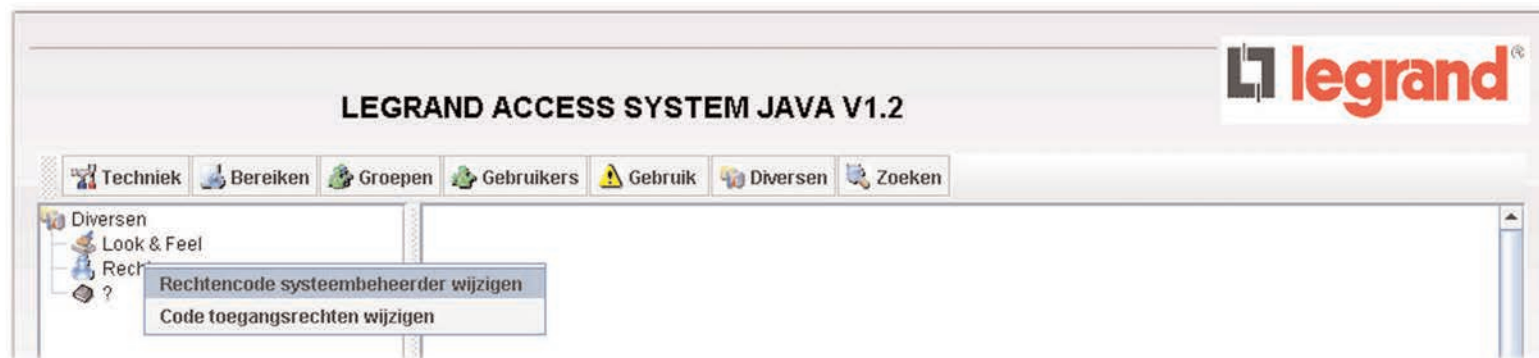 legrand®
LEGRAND ACCESS SYSTEM JAVA V1.2
Techniek Bereiken Groepen Gebruikers Gebruik Diversen Zoeken
Diversen
Look & Feel
Rechtencode systeembeheerder wijzigen
?
Code toegangsrechten wijzigen